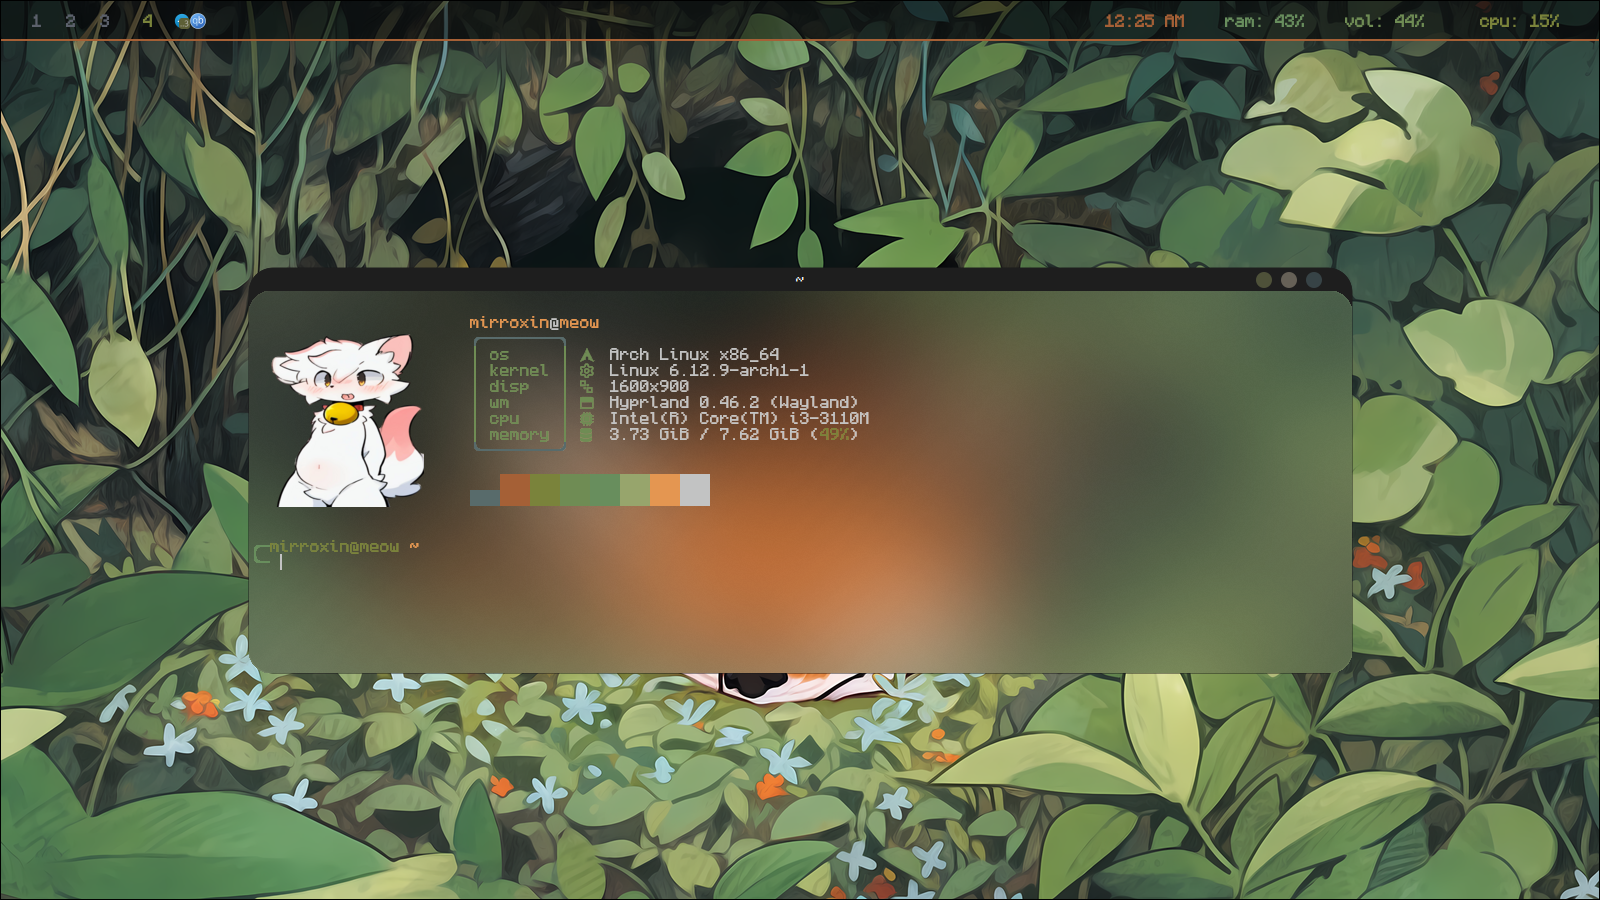 1 2 3 4 qb 12:25 AM ram: 43% vol: 44% cpu: 15%
~
mirroxin@meow
os Arch Linux x86_64
kernel Linux 6.12.9-arch1-1
disp 1600x900
wm Hyprland 0.46.2 (Wayland)
cpu Intel(R) Core(TM) i3-3110M
memory 3.73 GiB / 7.62 GiB (49%)
mirroxin@meow ~